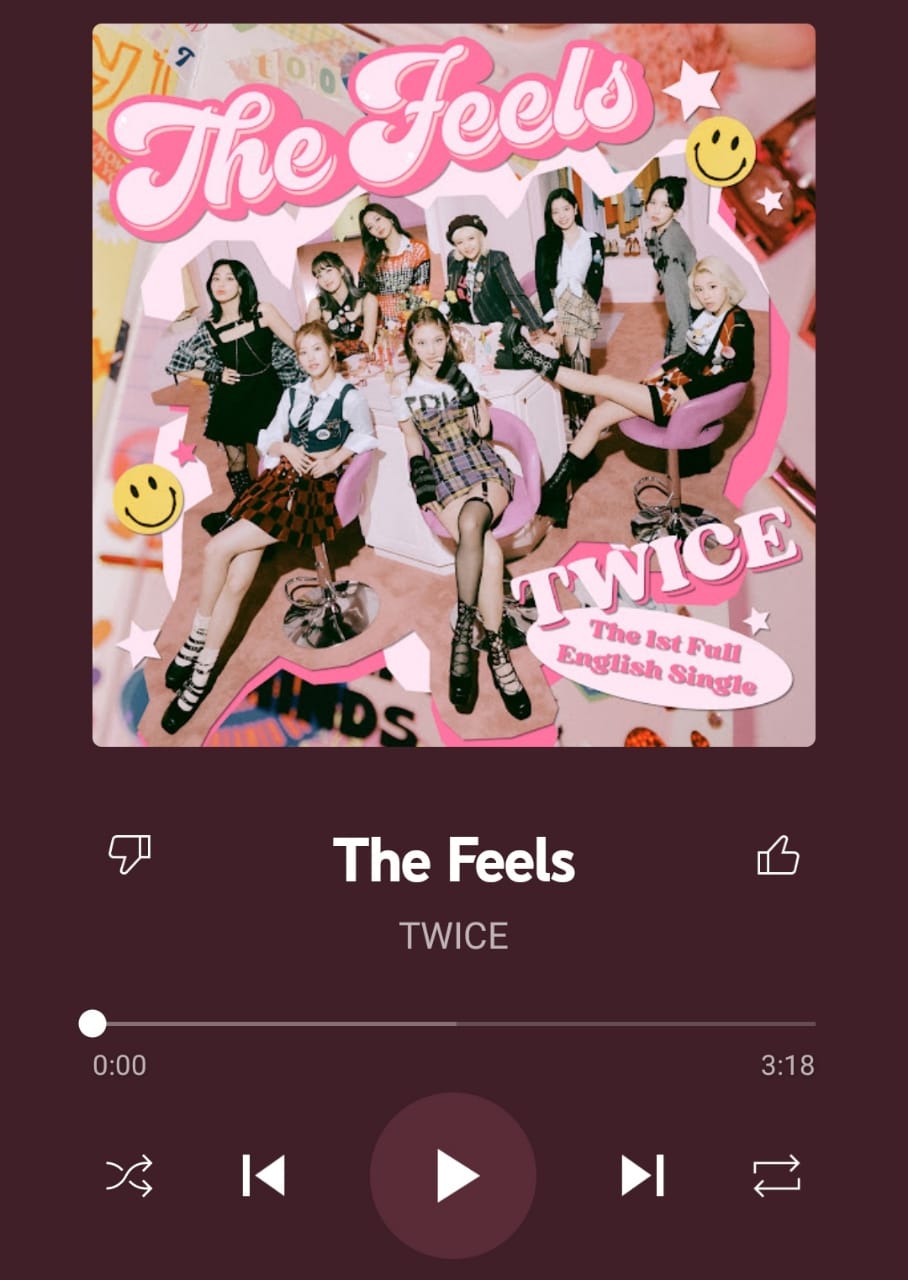 The Feels
TWICE
The 1st Full
English Single
The Feels
TWICE
0:00
3:18